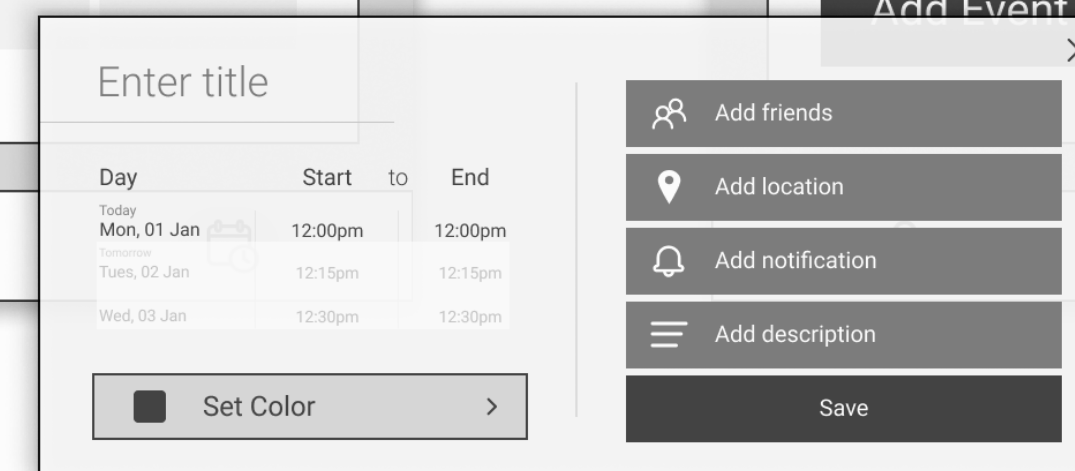 Add Event
Enter title
Day Start to End
Today
Mon, 01 Jan 12:00pm 12:00pm
Tomorrow
Tues, 02 Jan 12:15pm 12:15pm
Wed, 03 Jan 12:30pm 12:30pm
Set Color
Add friends
Add location
Add notification
Add description
Save